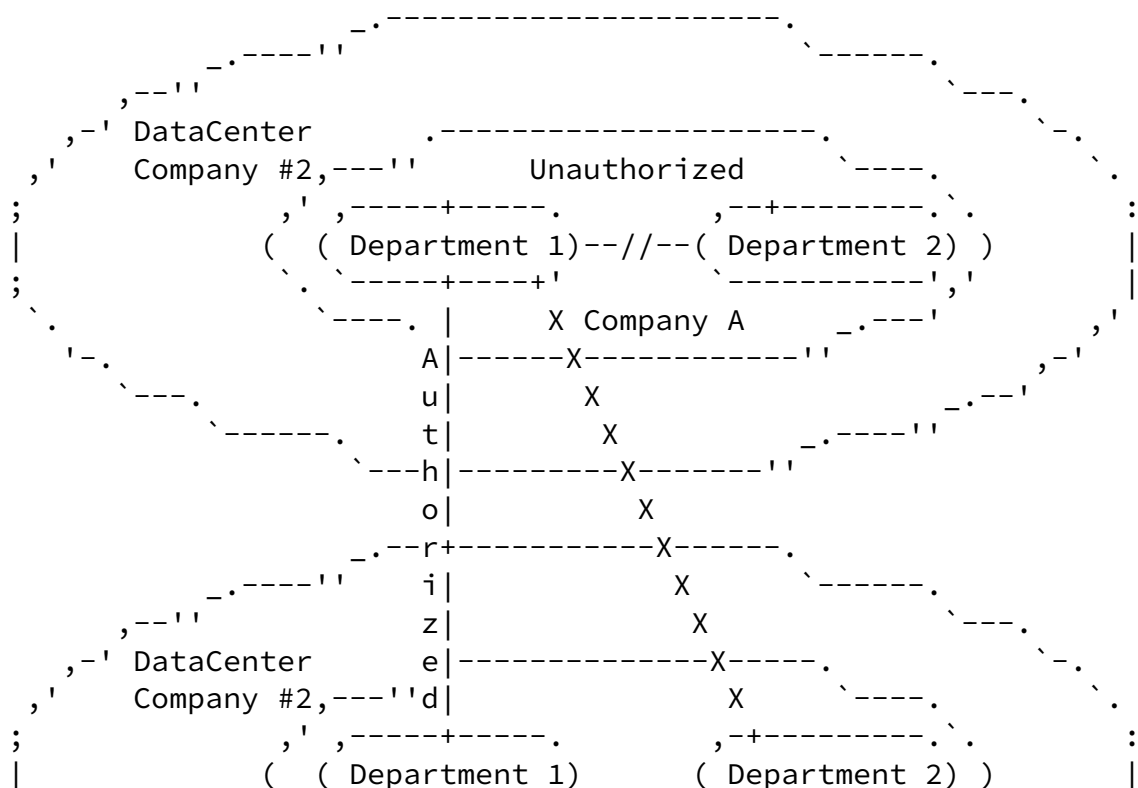 DataCenter
Company #2 Unauthorized
Department 1 Department 2
X Company A
A X
u X
t X
h X
o X
r X
i X
z X
DataCenter e X
Company #2 d X
Department 1 Department 2